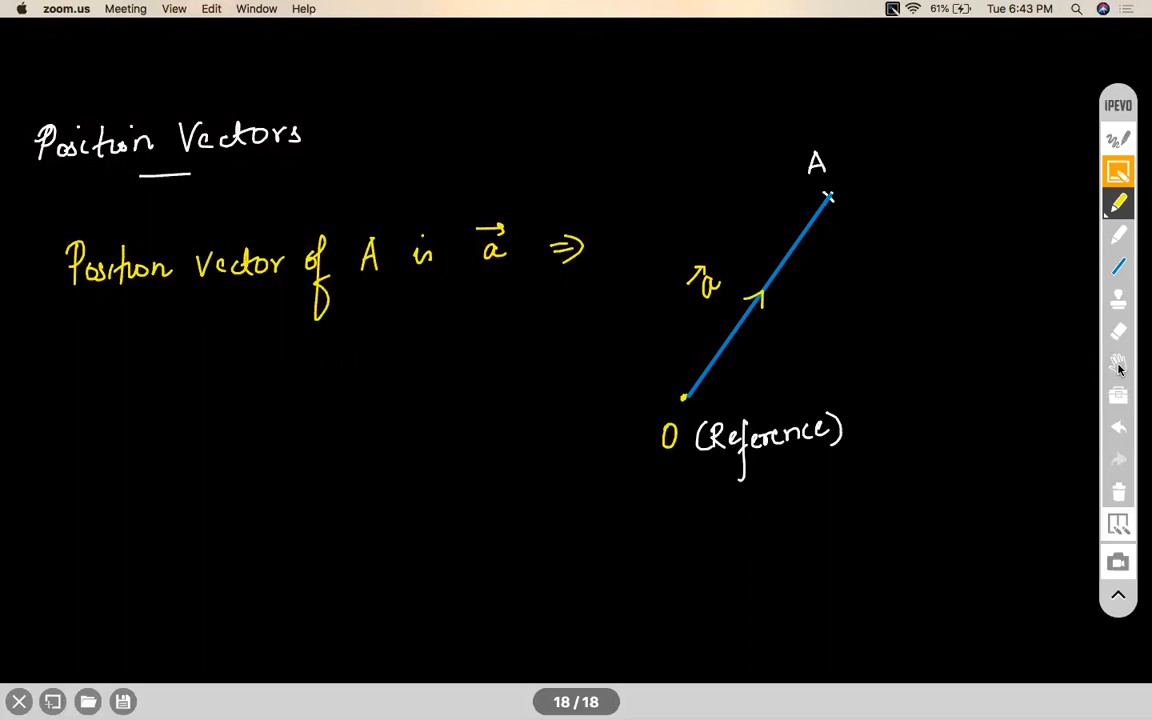 zoom.us Meeting View Edit Window Help 61% Tue 6:43 PM
IPEVO
Position Vectors
A
Position vector of A is a⃗ ⇒
a⃗
O (Reference)
18 / 18